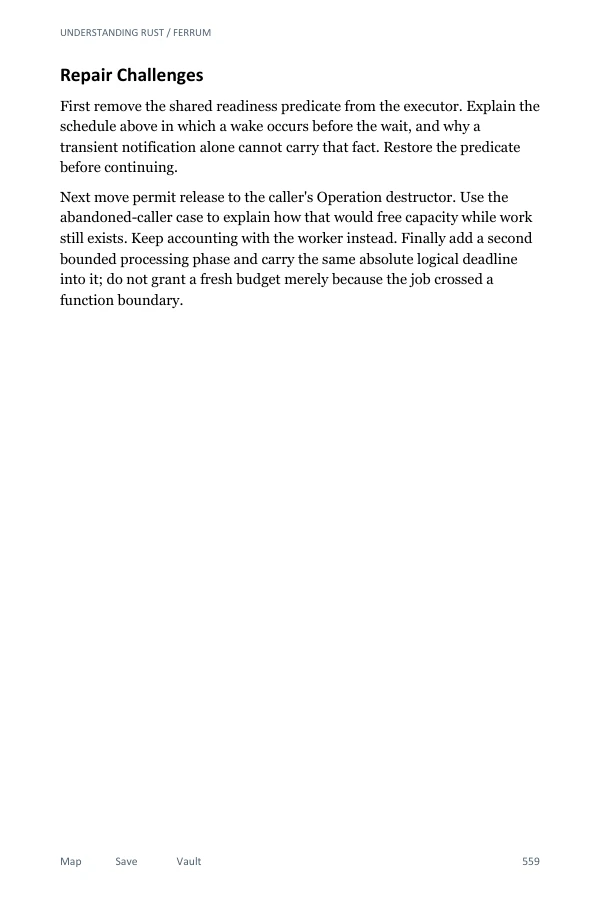 UNDERSTANDING RUST / FERRUM
Repair Challenges
First remove the shared readiness predicate from the executor. Explain the
schedule above in which a wake occurs before the wait, and why a
transient notification alone cannot carry that fact. Restore the predicate
before continuing.
Next move permit release to the caller's Operation destructor. Use the
abandoned-caller case to explain how that would free capacity while work
still exists. Keep accounting with the worker instead. Finally add a second
bounded processing phase and carry the same absolute logical deadline
into it; do not grant a fresh budget merely because the job crossed a
function boundary.
Map Save Vault 559